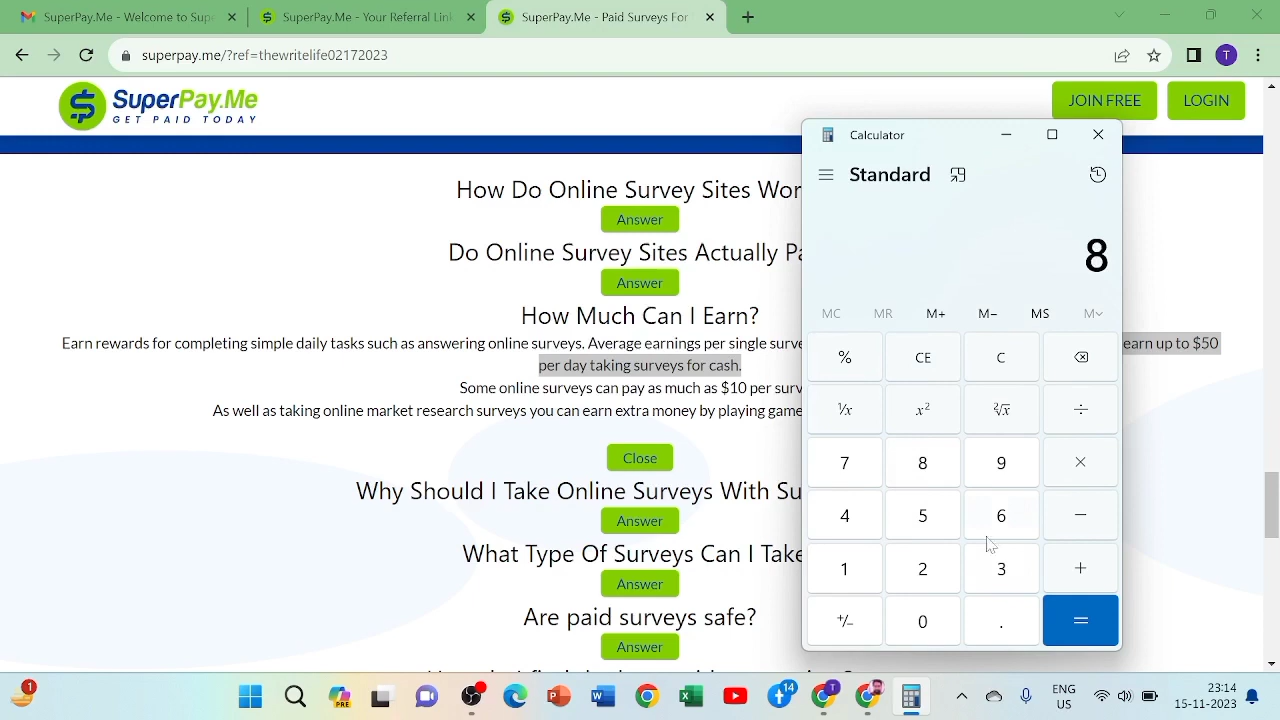 SuperPay.Me - Welcome to Supe
SuperPay.Me - Your Referral Link
SuperPay.Me - Paid Surveys For
superpay.me/?ref=thewritelife02172023
T
SuperPay.Me
GET PAID TODAY
JOIN FREE
LOGIN
How Do Online Survey Sites Wor
Answer
Do Online Survey Sites Actually Pa
Answer
How Much Can I Earn?
Earn rewards for completing simple daily tasks such as answering online surveys. Average earnings per single surve
earn up to $50
per day taking surveys for cash.
Some online surveys can pay as much as $10 per surv
As well as taking online market research surveys you can earn extra money by playing game
Close
Why Should I Take Online Surveys With Su
Answer
What Type Of Surveys Can I Take
Answer
Are paid surveys safe?
Answer
Calculator
Standard
8
MC MR M+ M− MS M
% CE C
1/x x² ²√x ÷
7 8 9 ×
4 5 6 −
1 2 3 +
+/− 0 . =
1
PRE
14
T
ENG
US
23:14
15-11-2023